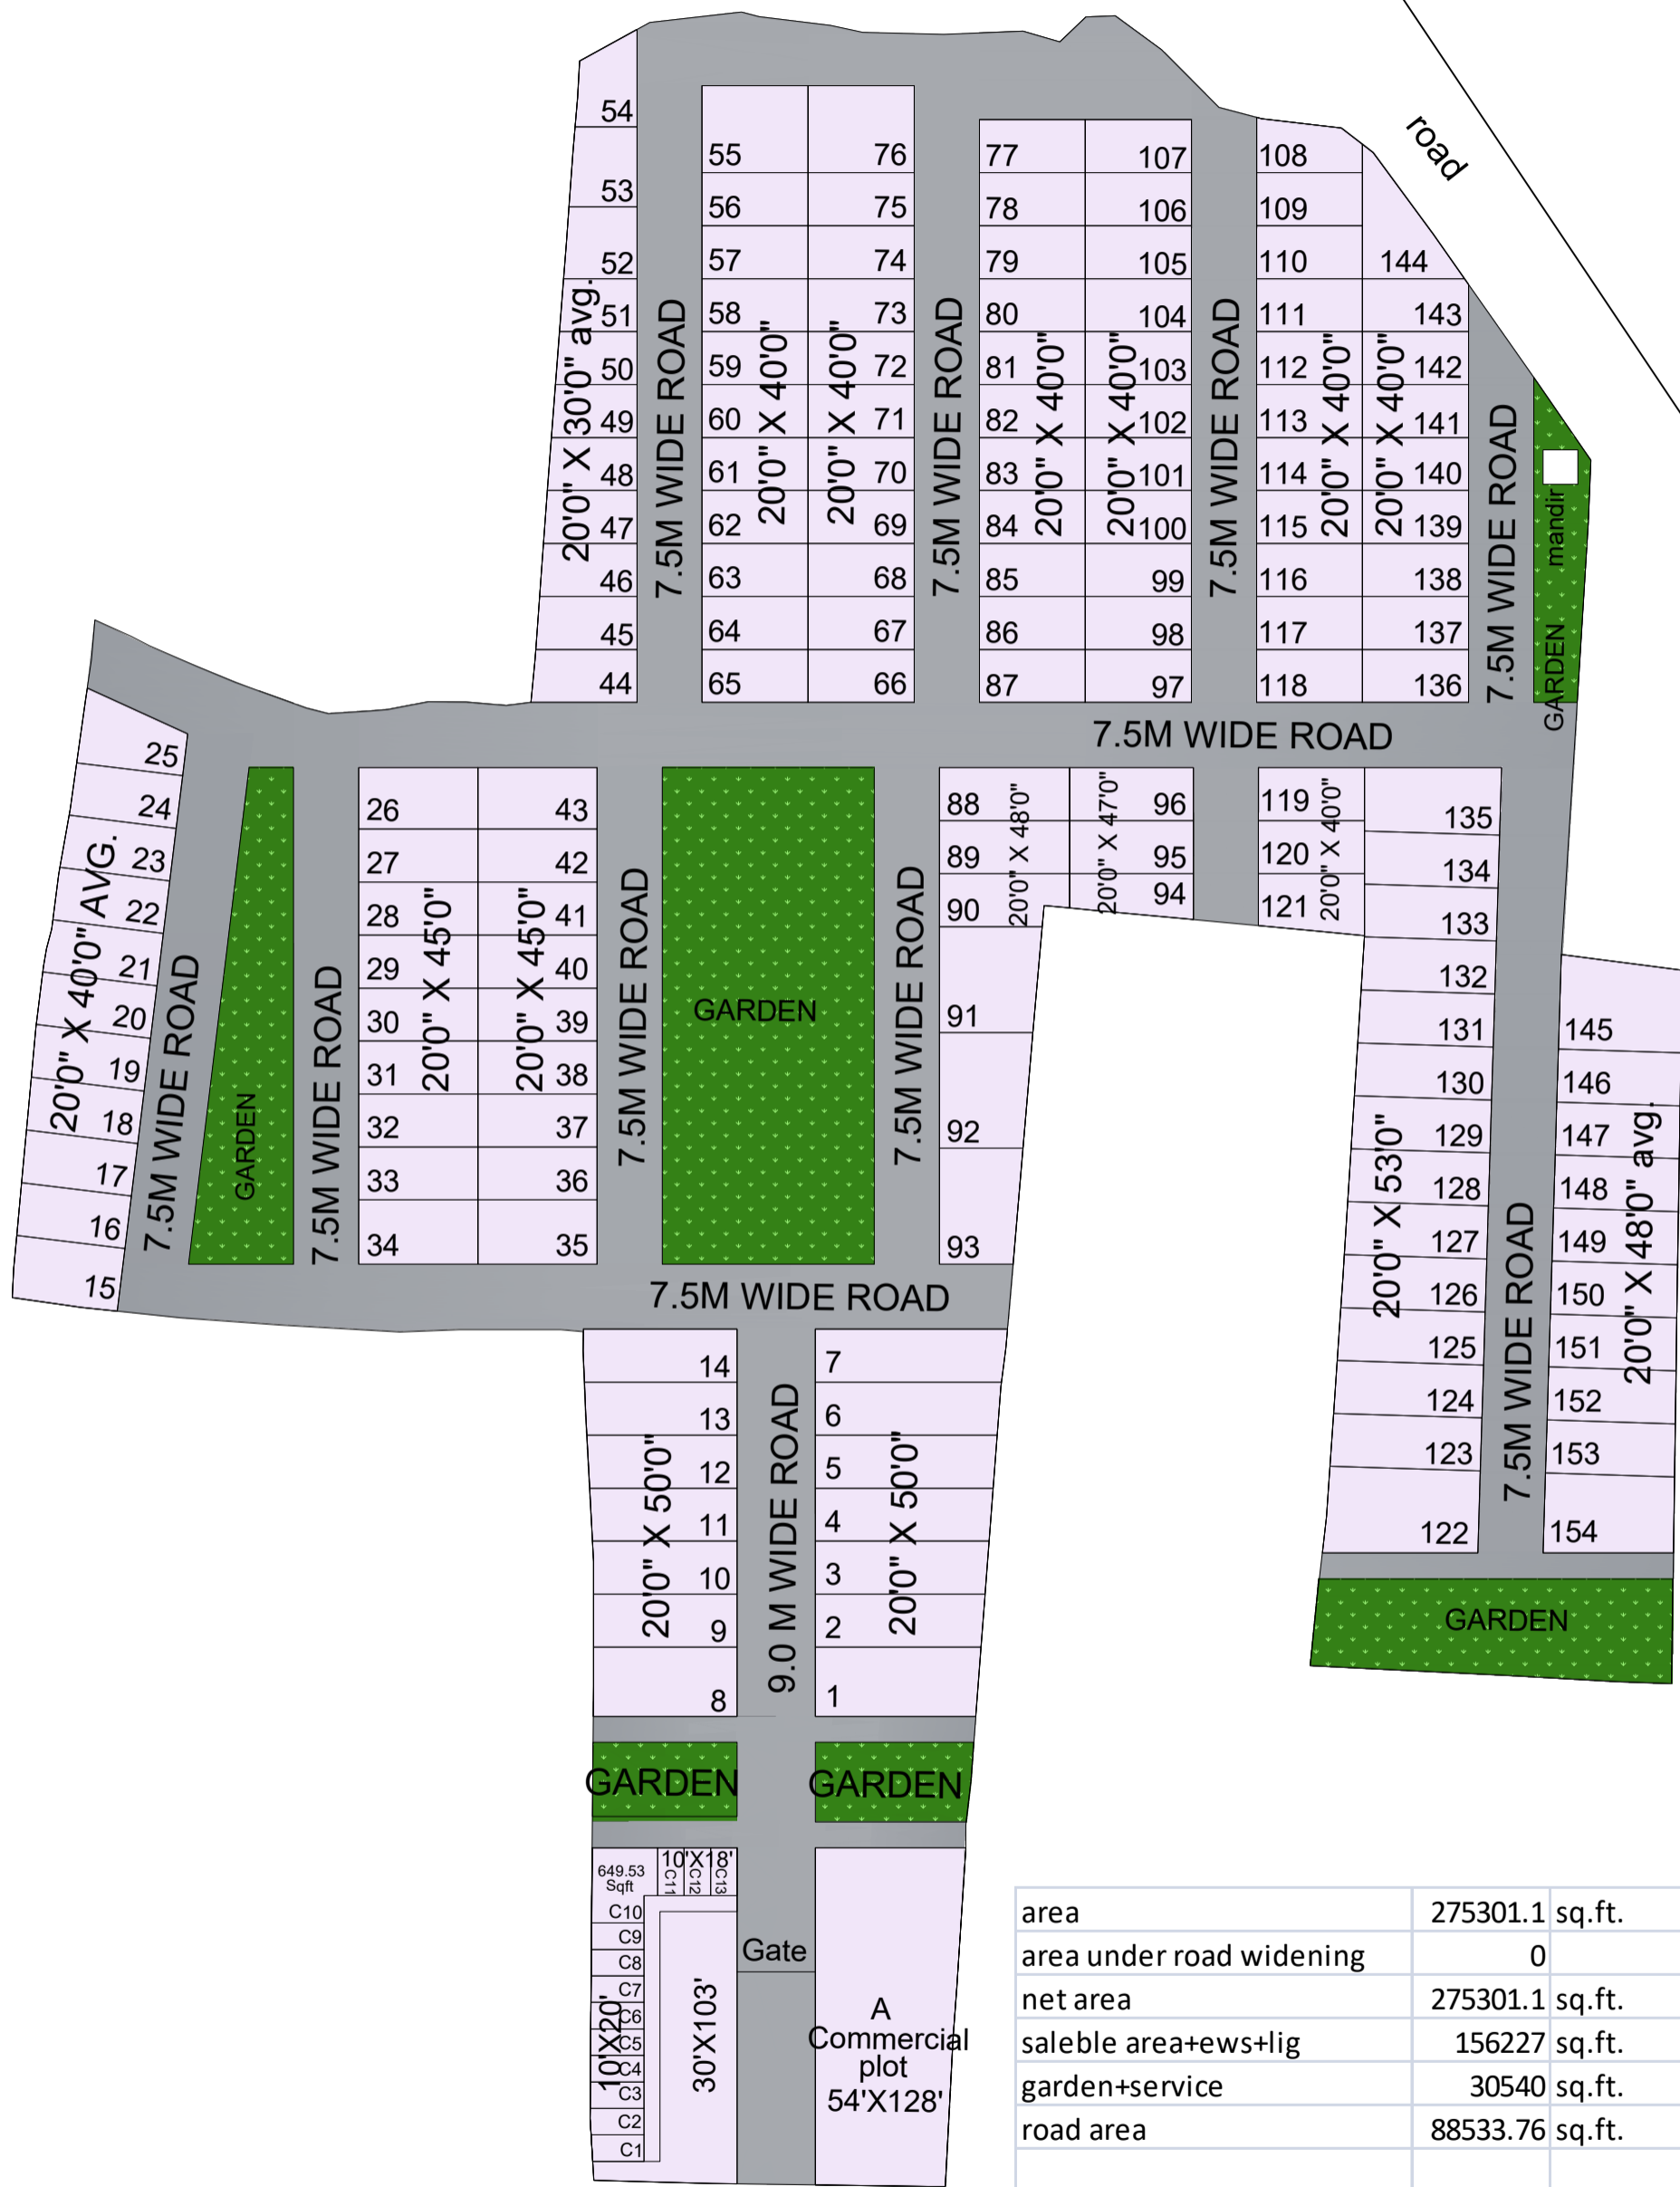 road
54
53
52
51
50
49
48
47
46
45
44
20'0" X 30'0" avg.
7.5M WIDE ROAD
55
56
57
58
59
60
61
62
63
64
65
20'0" X 40'0"
76
75
74
73
72
71
70
69
68
67
66
20'0" X 40'0"
7.5M WIDE ROAD
77
78
79
80
81
82
83
84
85
86
87
20'0" X 40'0"
107
106
105
104
103
102
101
100
99
98
97
20'0" X 40'0"
7.5M WIDE ROAD
108
109
110
111
112
113
114
115
116
117
118
20'0" X 40'0"
144
143
142
141
140
139
138
137
136
20'0" X 40'0"
7.5M WIDE ROAD
mandir
GARDEN
7.5M WIDE ROAD
25
24
23
22
21
20
19
18
17
16
15
20'0" X 40'0" AVG.
7.5M WIDE ROAD
GARDEN
7.5M WIDE ROAD
26
27
28
29
30
31
32
33
34
20'0" X 45'0"
43
42
41
40
39
38
37
36
35
20'0" X 45'0"
7.5M WIDE ROAD
GARDEN
7.5M WIDE ROAD
88
89
90
91
92
93
20'0" X 48'0"
96
95
94
20'0" X 47'0"
119
120
121
20'0" X 40'0"
135
134
133
132
131
130
129
128
127
126
125
124
123
122
20'0" X 53'0"
7.5M WIDE ROAD
145
146
147
148
149
150
151
152
153
154
20'0" X 48'0" avg.
GARDEN
7.5M WIDE ROAD
14
13
12
11
10
9
8
20'0" X 50'0"
9.0 M WIDE ROAD
7
6
5
4
3
2
1
20'0" X 50'0"
GARDEN
GARDEN
649.53
Sqft
10'X18'
C11
C12
C13
C10
C9
C8
C7
C6
C5
C4
C3
C2
C1
10'X20'
30'X103'
Gate
A
Commercial
plot
54'X128'
area 275301.1 sq.ft.
area under road widening 0
net area 275301.1 sq.ft.
saleble area+ews+lig 156227 sq.ft.
garden+service 30540 sq.ft.
road area 88533.76 sq.ft.